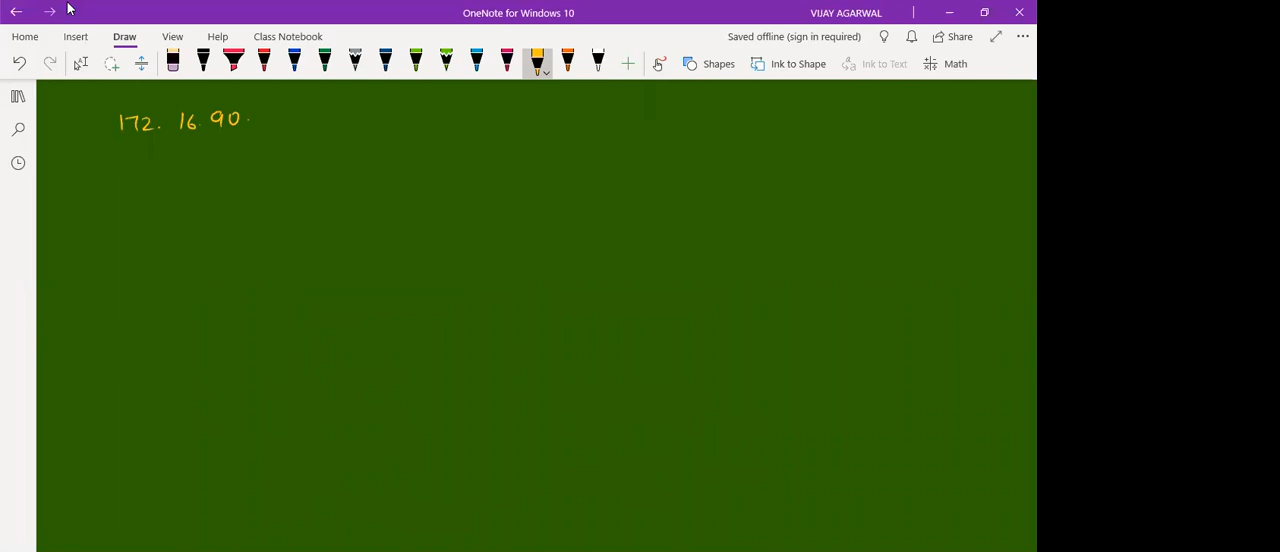 OneNote for Windows 10
VIJAY AGARWAL
Home Insert Draw View Help Class Notebook
Saved offline (sign in required) Share
Shapes Ink to Shape Ink to Text Math
172. 16. 90.